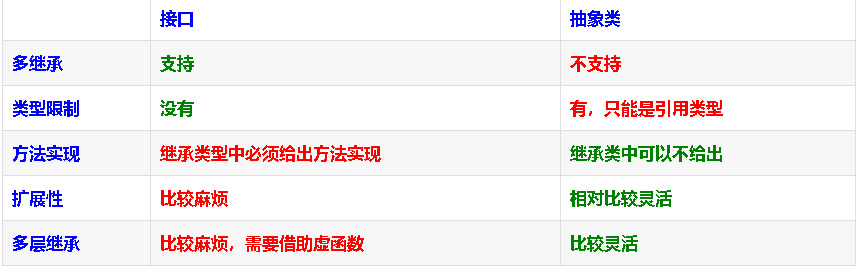 接口 抽象类
多继承 支持 不支持
类型限制 没有 有，只能是引用类型
方法实现 继承类型中必须给出方法实现 继承类中可以不给出
扩展性 比较麻烦 相对比较灵活
多层继承 比较麻烦，需要借助虚函数 比较灵活